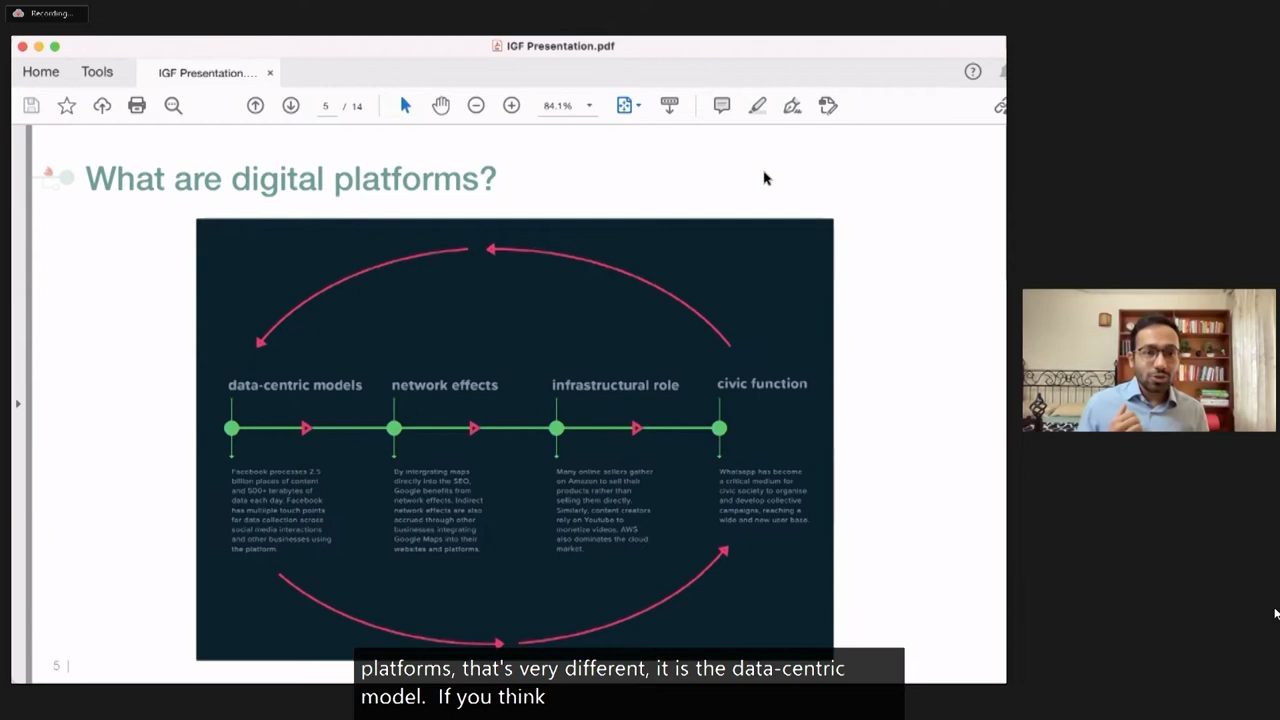 Recording...
IGF Presentation.pdf
Home
Tools
IGF Presentation....
5 / 14
84.1%
What are digital platforms?
data-centric models
network effects
infrastructural role
civic function
Facebook processes 2.5
billion pieces of content
and 500+ terabytes of
data each day. Facebook
has multiple touch points
for data collection across
social media interactions
and other businesses using
the platform
By intergrating maps
directly into the SEO,
Google benefits from
network effects. Indirect
network effects are also
accrued through other
businesses integrating
Google Maps into their
websites and platforms.
Many online sellers gather
on Amazon to sell their
products rather than
selling them directly.
Similarly, content creators
rely on Youtube to
monetize videos. AWS
also dominates the cloud
market.
Whatsapp has become
a critical medium for
civic society to organise
and develop collective
campaigns, reaching a
wide and new user base.
5 |
platforms, that's very different, it is the data-centric
model. If you think